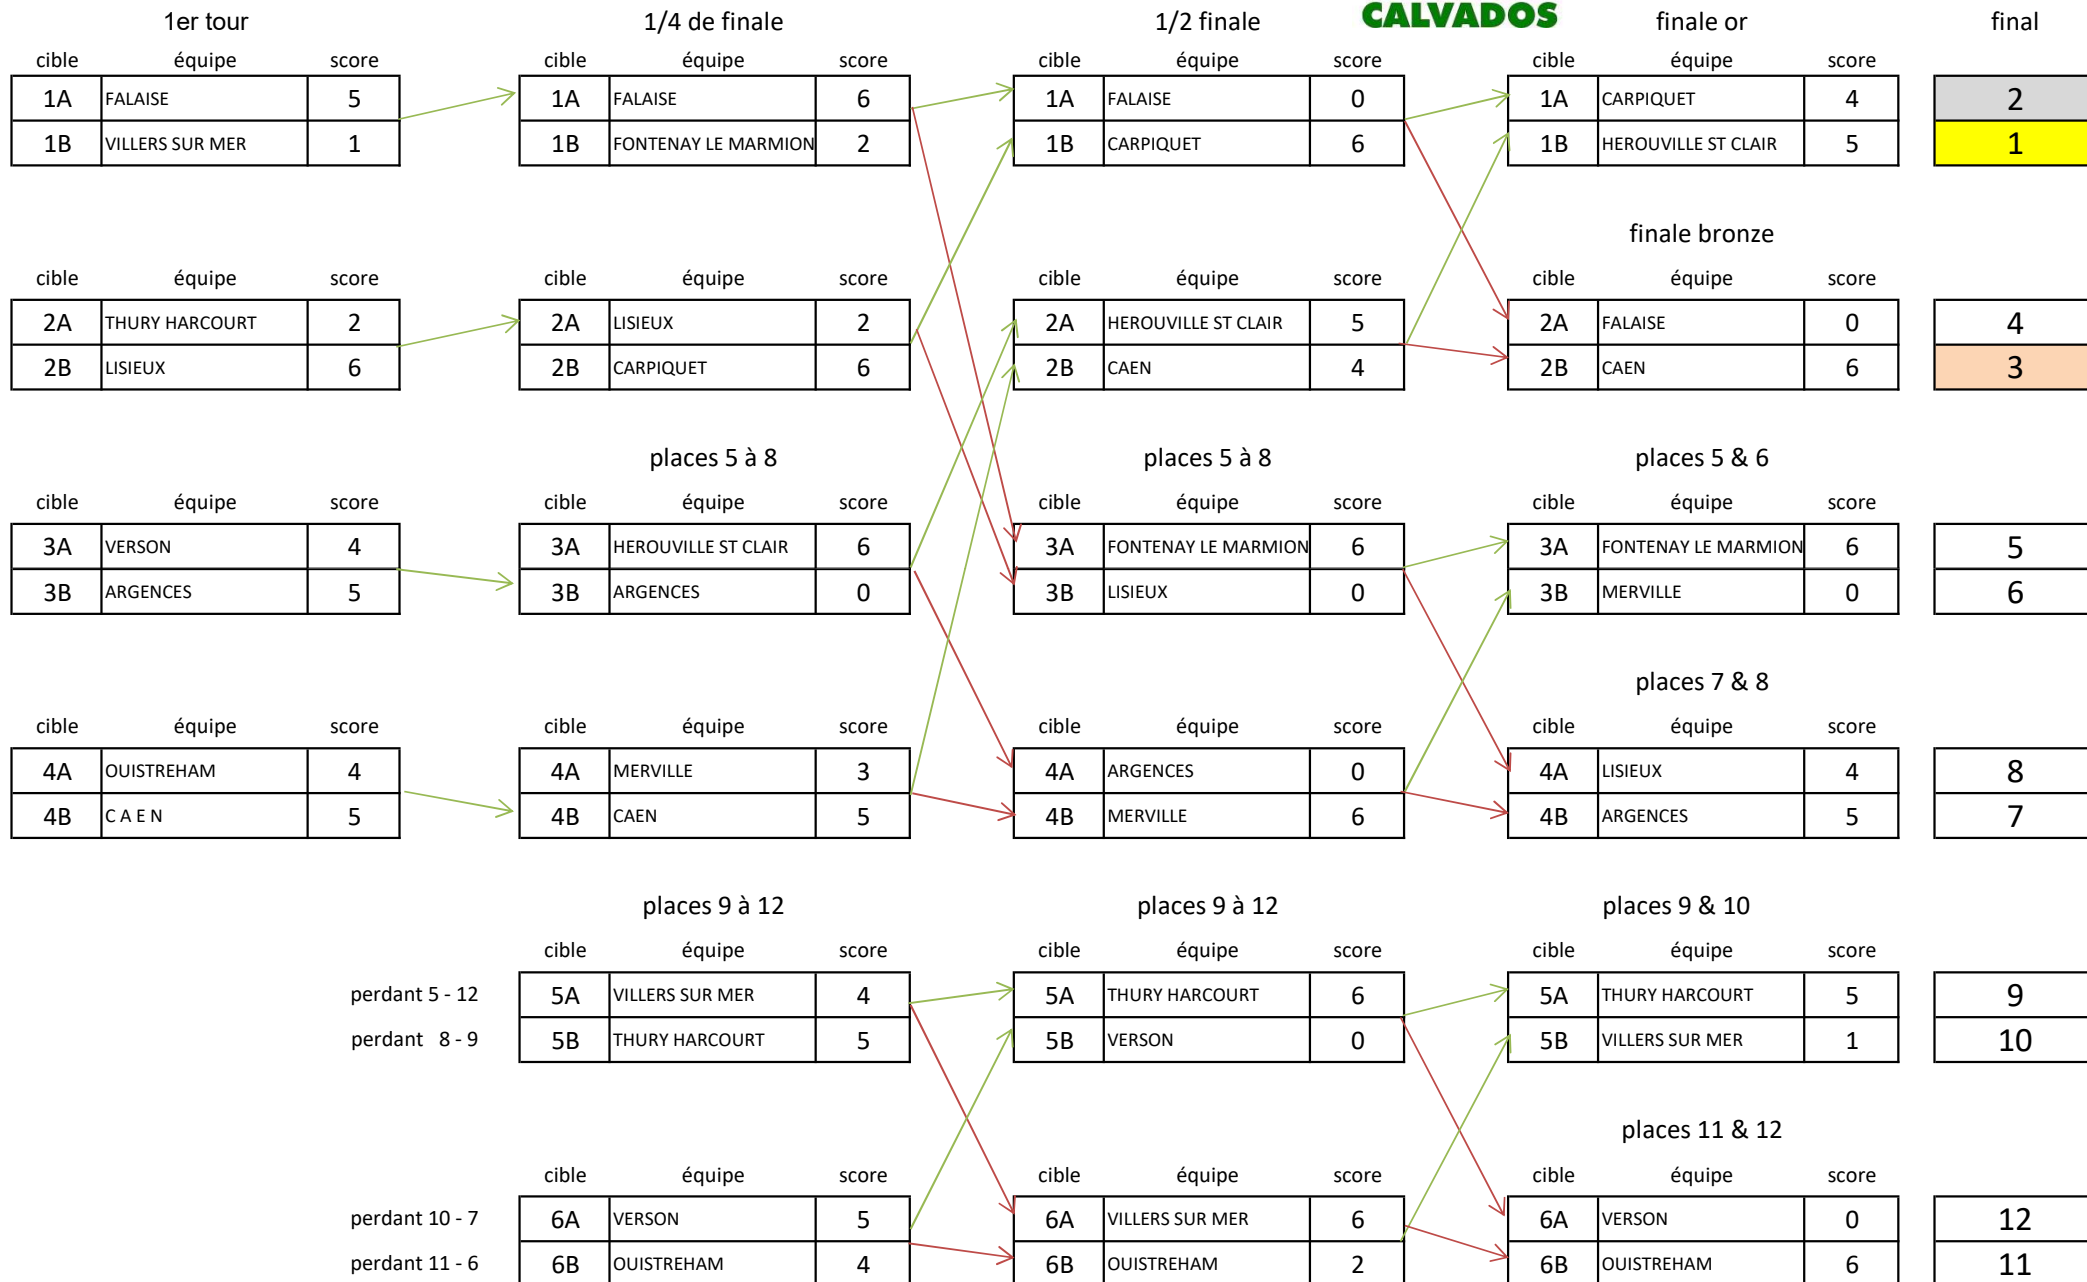 CALVADOS
1er tour 1/4 de finale 1/2 finale finale or final
cible équipe score cible équipe score cible équipe score cible équipe score
1A FALAISE 5 1A FALAISE 6 1A FALAISE 0 1A CARPIQUET 4 2
1B VILLERS SUR MER 1 1B FONTENAY LE MARMION 2 1B CARPIQUET 6 1B HEROUVILLE ST CLAIR 5 1
finale bronze
cible équipe score cible équipe score cible équipe score cible équipe score
2A THURY HARCOURT 2 2A LISIEUX 2 2A HEROUVILLE ST CLAIR 5 2A FALAISE 0 4
2B LISIEUX 6 2B CARPIQUET 6 2B CAEN 4 2B CAEN 6 3
places 5 à 8 places 5 à 8 places 5 & 6
cible équipe score cible équipe score cible équipe score cible équipe score
3A VERSON 4 3A HEROUVILLE ST CLAIR 6 3A FONTENAY LE MARMION 6 3A FONTENAY LE MARMION 6 5
3B ARGENCES 5 3B ARGENCES 0 3B LISIEUX 0 3B MERVILLE 0 6
places 7 & 8
cible équipe score cible équipe score cible équipe score cible équipe score
4A OUISTREHAM 4 4A MERVILLE 3 4A ARGENCES 0 4A LISIEUX 4 8
4B C A E N 5 4B CAEN 5 4B MERVILLE 6 4B ARGENCES 5 7
places 9 à 12 places 9 à 12 places 9 & 10
cible équipe score cible équipe score cible équipe score
perdant 5 - 12 5A VILLERS SUR MER 4 5A THURY HARCOURT 6 5A THURY HARCOURT 5 9
perdant 8 - 9 5B THURY HARCOURT 5 5B VERSON 0 5B VILLERS SUR MER 1 10
places 11 & 12
cible équipe score cible équipe score cible équipe score
perdant 10 - 7 6A VERSON 5 6A VILLERS SUR MER 6 6A VERSON 0 12
perdant 11 - 6 6B OUISTREHAM 4 6B OUISTREHAM 2 6B OUISTREHAM 6 11